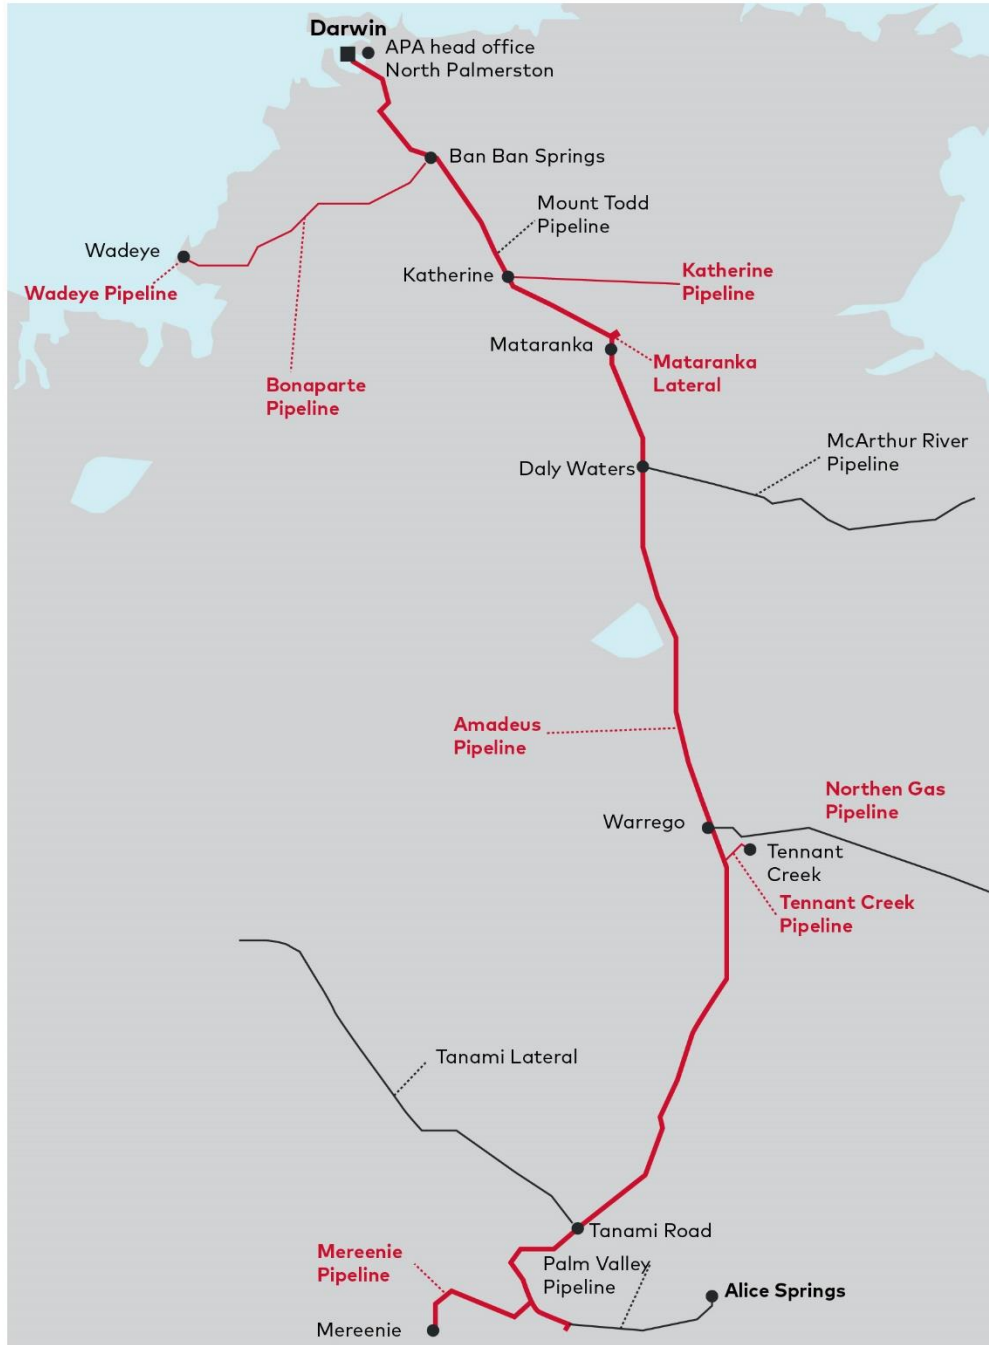 Darwin
APA head office
North Palmerston
Ban Ban Springs
Mount Todd
Pipeline
Wadeye
Wadeye Pipeline
Katherine
Katherine
Pipeline
Mataranka
Mataranka
Lateral
Bonaparte
Pipeline
McArthur River
Pipeline
Daly Waters
Amadeus
Pipeline
Northen Gas
Pipeline
Warrego
Tennant
Creek
Tennant Creek
Pipeline
Tanami Lateral
Tanami Road
Mereenie
Pipeline
Palm Valley
Pipeline
Alice Springs
Mereenie